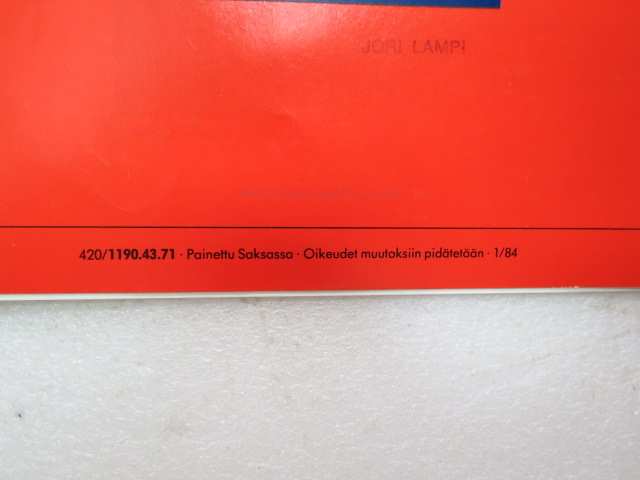 JORI LAMPI
420/1190.43.71 · Painettu Saksassa · Oikeudet muutoksiin pidätetään · 1/84